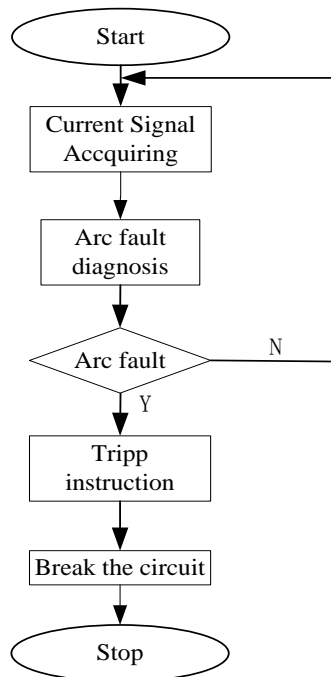 Start
Current Signal
Accquiring
Arc fault
diagnosis
Arc fault
N
Y
Tripp
instruction
Break the circuit
Stop